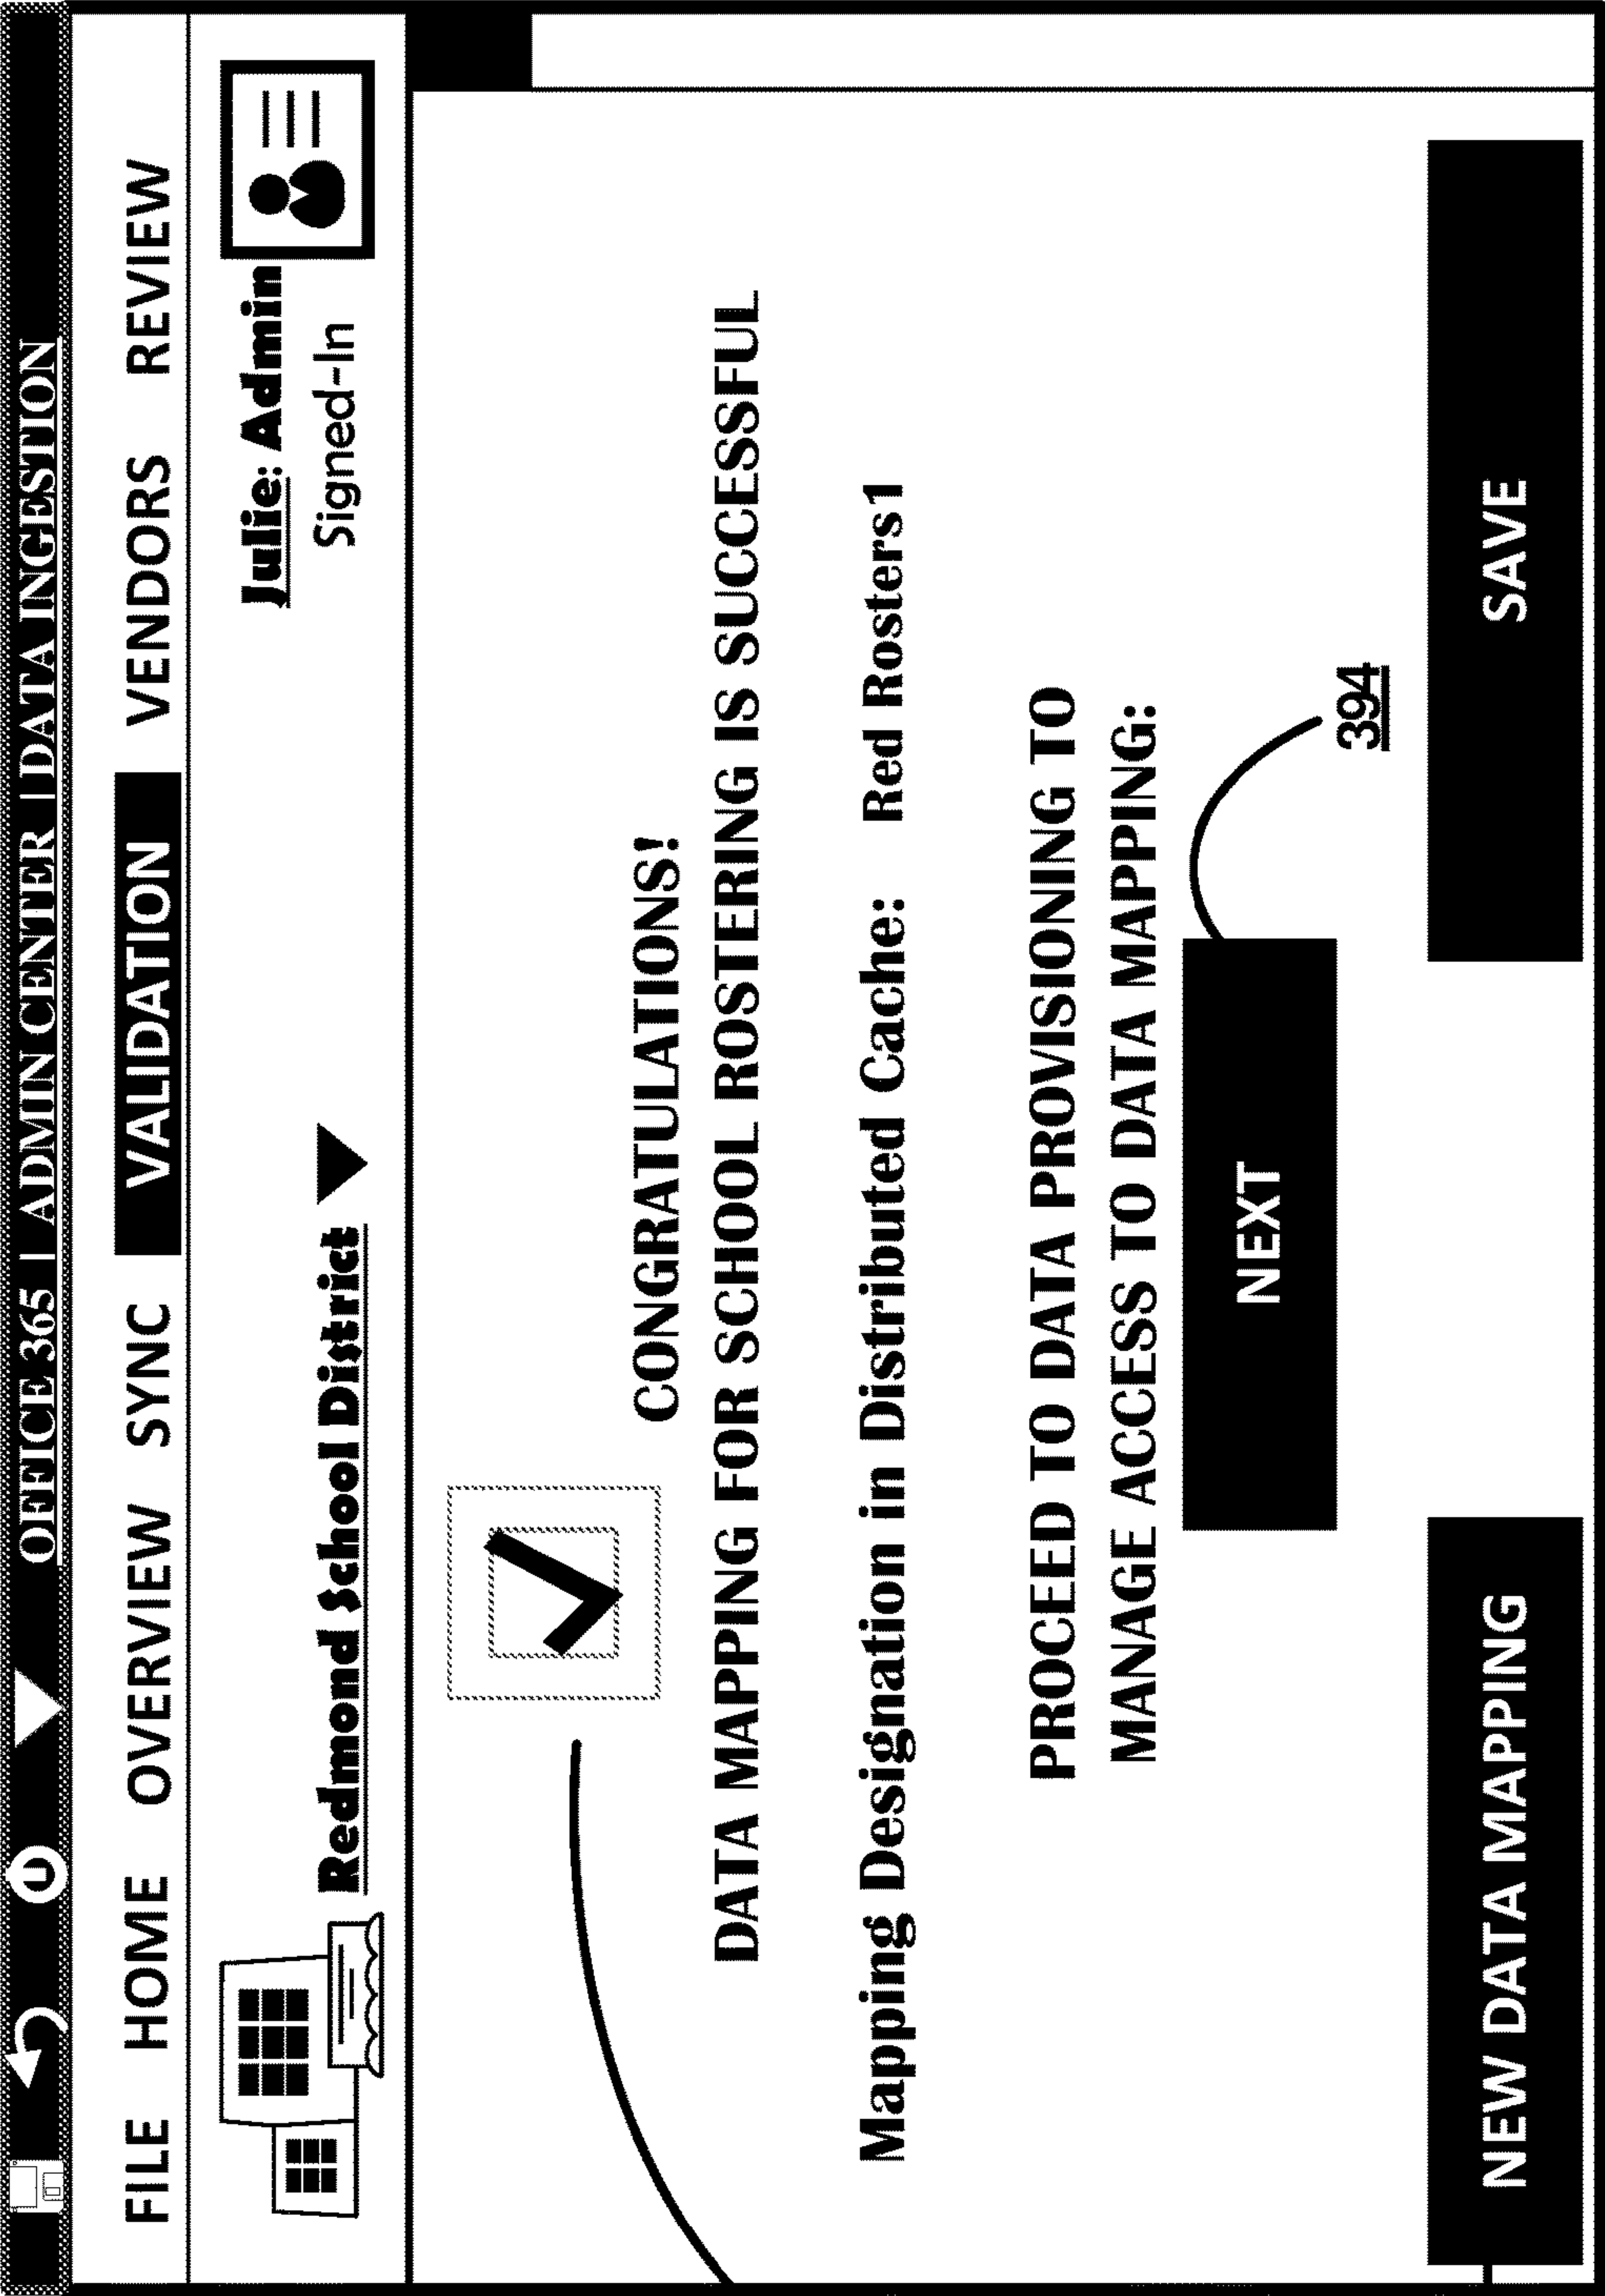 OFFICE 365 | ADMIN CENTER | DATA INGESTION
FILE HOME OVERVIEW SYNC VALIDATION VENDORS REVIEW
Redmond School District
Julie: Admin
Signed-In
CONGRATULATIONS!
DATA MAPPING FOR SCHOOL ROSTERING IS SUCCESSFUL
Mapping Designation in Distributed Cache: Red Rosters1
PROCEED TO DATA PROVISIONING TO
MANAGE ACCESS TO DATA MAPPING:
NEXT
394
NEW DATA MAPPING
SAVE